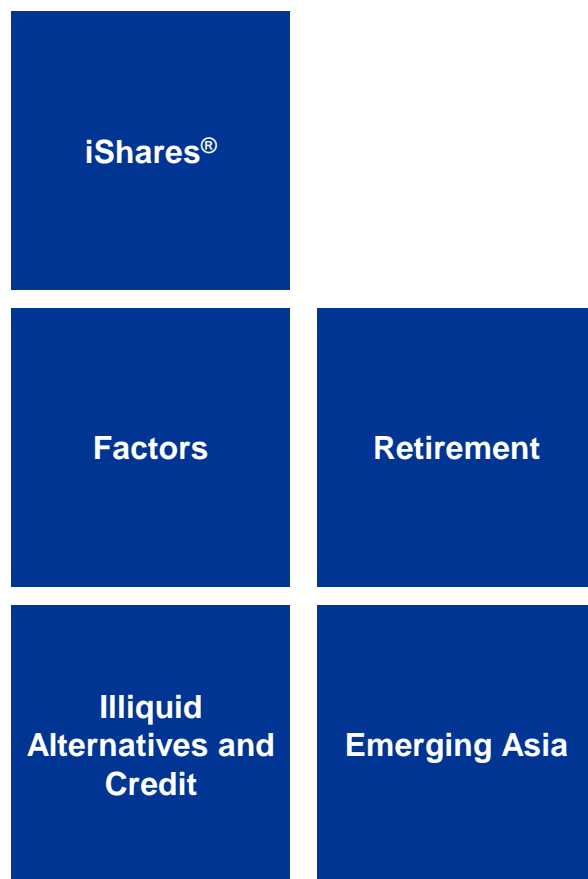 iShares®
Factors
Retirement
Illiquid
Alternatives and
Credit
Emerging Asia